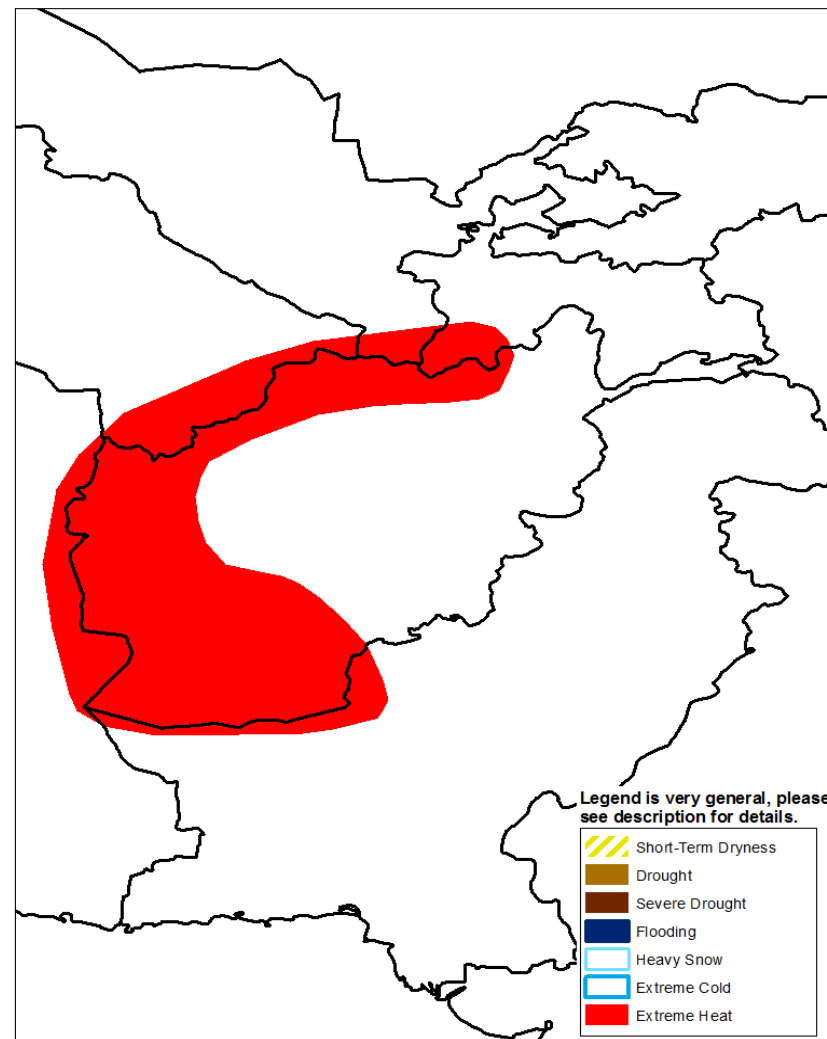 Legend is very general, please
see description for details.
Short-Term Dryness
Drought
Severe Drought
Flooding
Heavy Snow
Extreme Cold
Extreme Heat